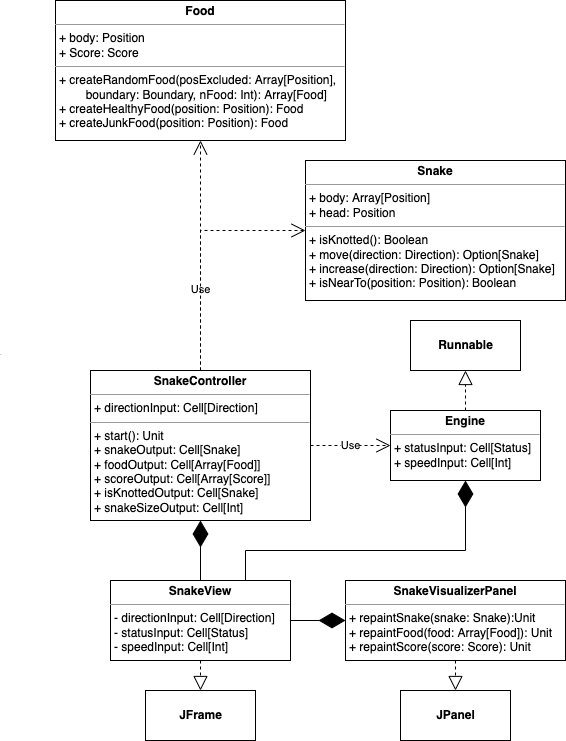 Food
+ body: Position
+ Score: Score
+ createRandomFood(posExcluded: Array[Position],
boundary: Boundary, nFood: Int): Array[Food]
+ createHealthyFood(position: Position): Food
+ createJunkFood(position: Position): Food
Snake
+ body: Array[Position]
+ head: Position
+ isKnotted(): Boolean
+ move(direction: Direction): Option[Snake]
+ increase(direction: Direction): Option[Snake]
+ isNearTo(position: Position): Boolean
Use
Runnable
SnakeController
+ directionInput: Cell[Direction]
+ start(): Unit
+ snakeOutput: Cell[Snake]
+ foodOutput: Cell[Array[Food]]
+ scoreOutput: Cell[Array[Score]]
+ isKnottedOutput: Cell[Snake]
+ snakeSizeOutput: Cell[Int]
Use
Engine
+ statusInput: Cell[Status]
+ speedInput: Cell[Int]
SnakeView
- directionInput: Cell[Direction]
- statusInput: Cell[Status]
- speedInput: Cell[Int]
SnakeVisualizerPanel
+ repaintSnake(snake: Snake):Unit
+ repaintFood(food: Array[Food]): Unit
+ repaintScore(score: Score): Unit
JFrame
JPanel